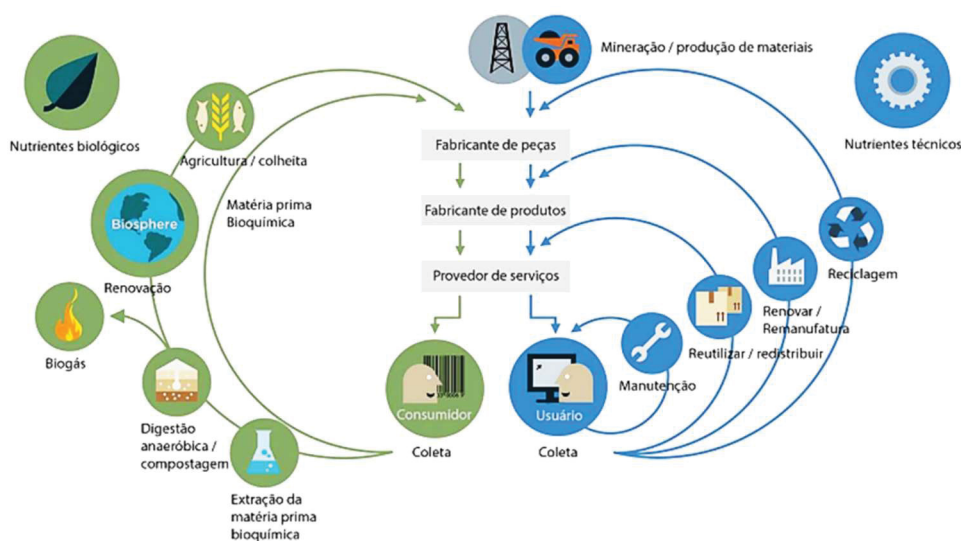 Mineração / produção de materiais
Nutrientes biológicos
Nutrientes técnicos
Agricultura / colheita
Fabricante de peças
Matéria prima
Bioquímica
Fabricante de produtos
Biosphere
Renovação
Provedor de serviços
Reciclagem
Renovar /
Remanufatura
Reutilizar / redistribuir
Biogás
Manutenção
Consumidor
Usuário
Digestão
anaeróbica /
compostagem
Coleta
Coleta
Extração da
matéria prima
bioquímica